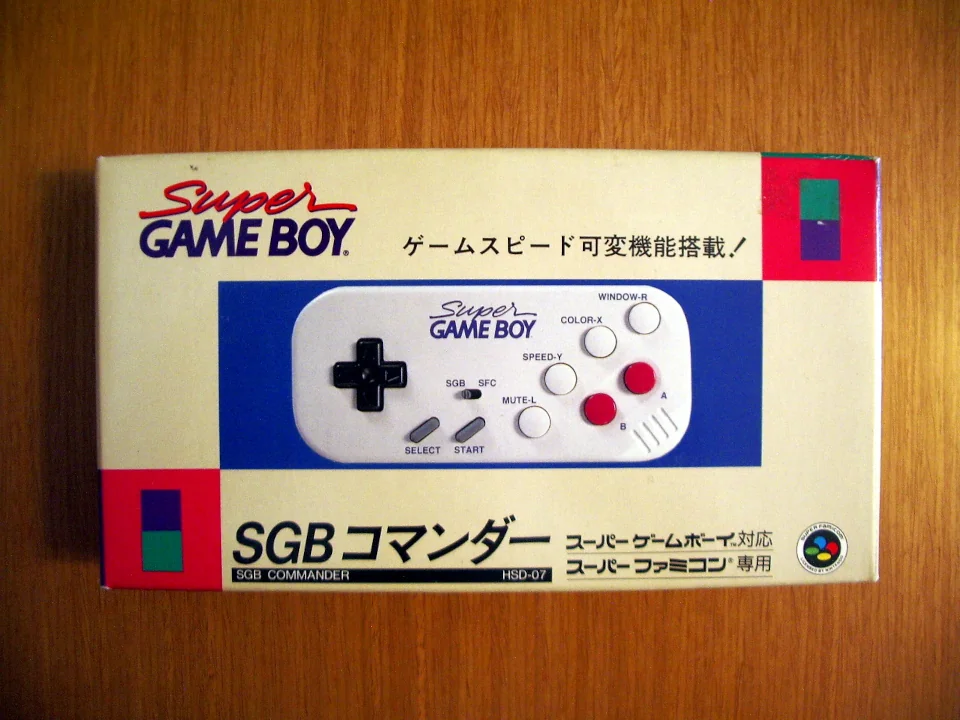 Super
GAME BOY®
ゲームスピード可変機能搭載!
Super
GAME BOY
WINDOW-R
COLOR-X
SPEED-Y
SGB SFC
MUTE-L
A
B
SELECT START
SGBコマンダー
SGB COMMANDER HSD-07
スーパーゲームボーイ™対応
スーパーファミコン®専用
SUPER FAMICOM